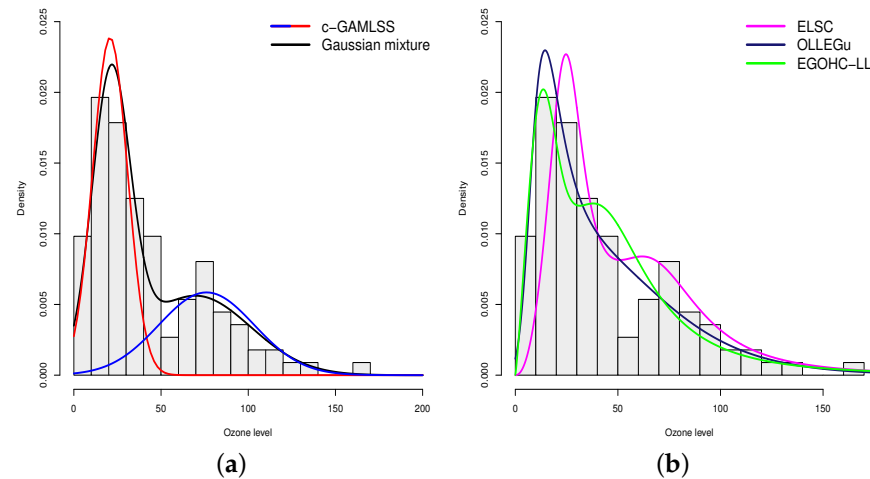 c−GAMLSS
Gaussian mixture
0.000 0.005 0.010 0.015 0.020 0.025
Density
0 50 100 150 200
Ozone level
(a)
ELSC
OLLEGu
EGOHC−LL
0.000 0.005 0.010 0.015 0.020 0.025
Density
0 50 100 150
Ozone level
(b)